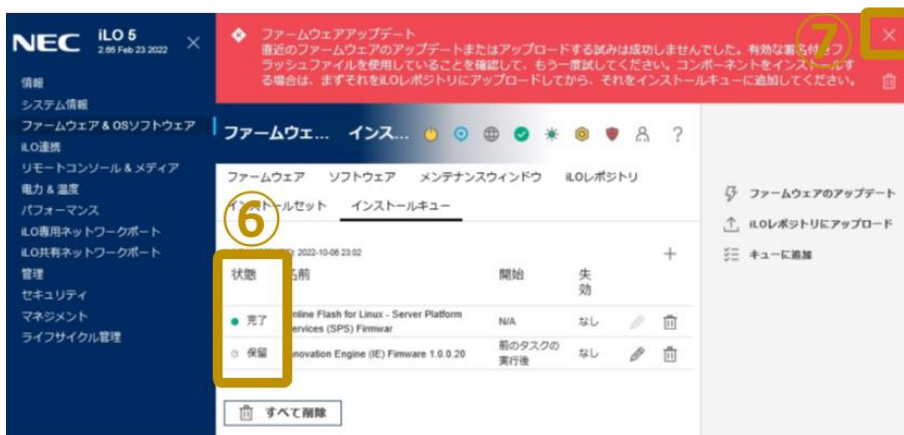 NEC
iLO 5
2.65 Feb 23 2022
情報
システム情報
ファームウェア & OSソフトウェア
iLO連携
リモートコンソール & メディア
電力 & 温度
パフォーマンス
iLO専用ネットワークポート
iLO共有ネットワークポート
管理
セキュリティ
マネジメント
ライフサイクル管理
ファームウェアアップデート
直近のファームウェアのアップデートまたはアップロードする試みは成功しませんでした。有効な署名付きフ
ラッシュファイルを使用していることを確認して、もう一度試してください。コンポーネントをインストールす
る場合は、まずそれをiLOレポジトリにアップロードしてから、それをインストールキューに追加してください。
⑦
ファームウェ... インス... ?
ファームウェア ソフトウェア メンテナンスウィンドウ iLOレポジトリ
インストールセット インストールキュー
⑥
2022-10-06 23:02
状態 名前 開始 失効
完了 Online Flash for Linux - Server Platform Services (SPS) Firmwar N/A なし
保留 Innovation Engine (IE) Fimware 1.0.0.20 前のタスクの実行後 なし
すべて削除
ファームウェアのアップデート
iLOレポジトリにアップロード
キューに追加